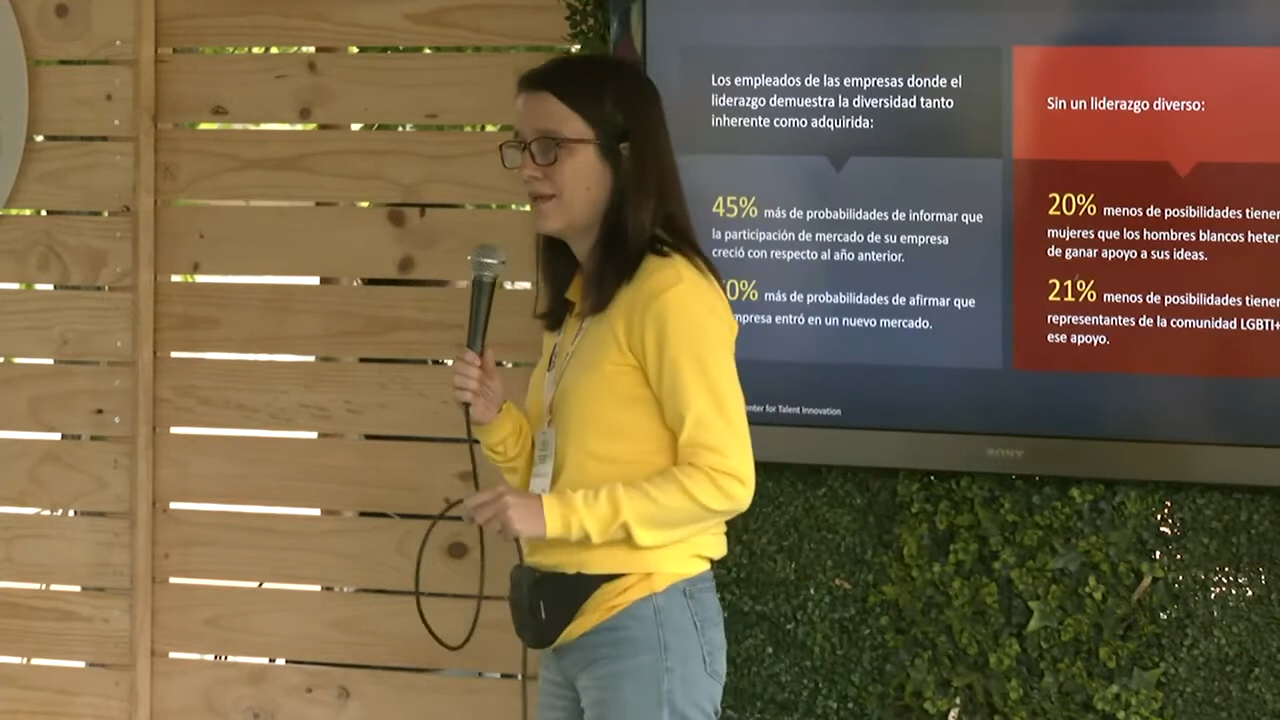 Los empleados de las empresas donde el
liderazgo demuestra la diversidad tanto
inherente como adquirida:
45% más de probabilidades de informar que
la participación de mercado de su empresa
creció con respecto al año anterior.
0% más de probabilidades de afirmar que
empresa entró en un nuevo mercado.
Center for Talent Innovation
Sin un liderazgo diverso:
20% menos de posibilidades tienen
mujeres que los hombres blancos heter
de ganar apoyo a sus ideas.
21% menos de posibilidades tienen
representantes de la comunidad LGBTI+
ese apoyo.
SONY